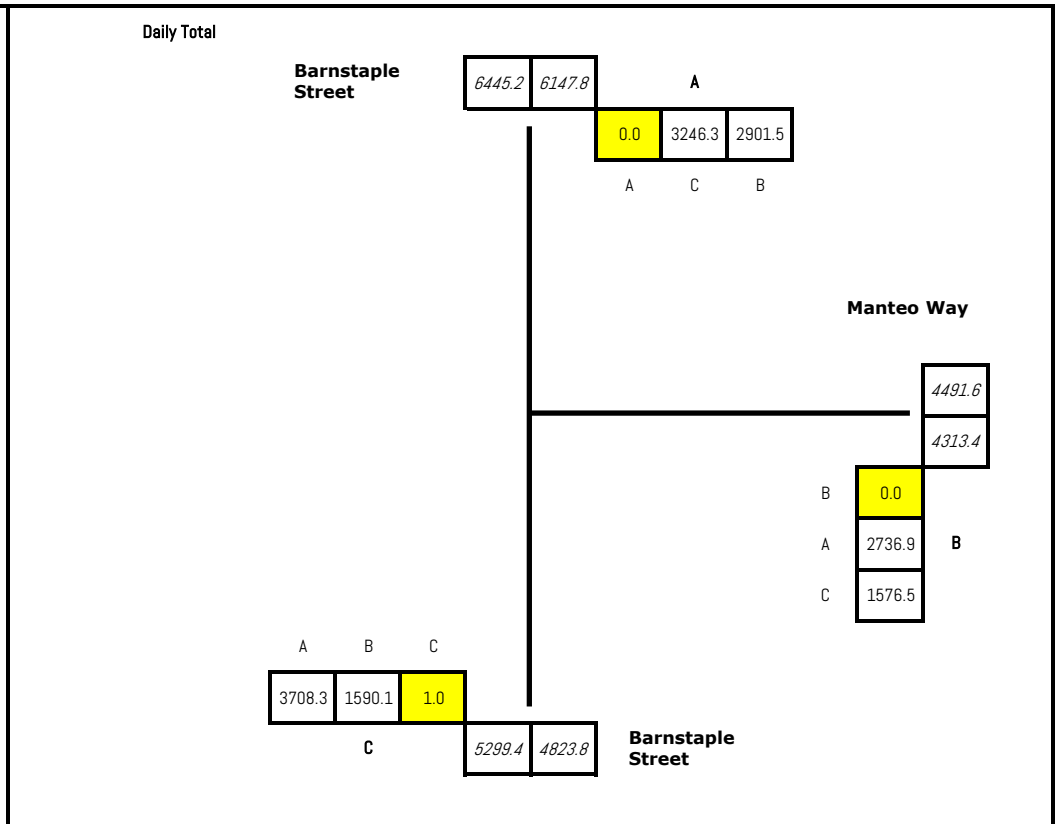 Daily Total
Barnstaple
Street
6445.2 6147.8 A
0.0 3246.3 2901.5
A C B
Manteo Way
4491.6
4313.4
B 0.0
A 2736.9 B
C 1576.5
A B C
3708.3 1590.1 1.0
C 5299.4 4823.8
Barnstaple
Street